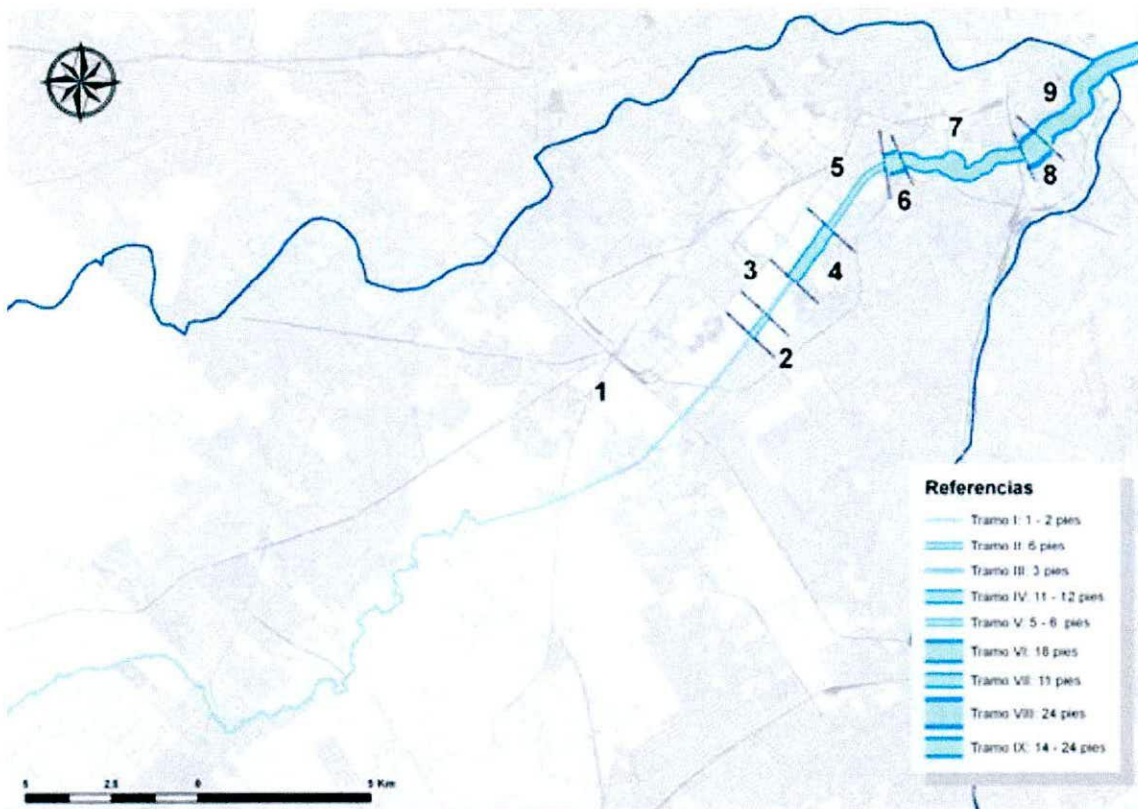 9
7
5
8
6
3
4
2
1
Referencias
Tramo I: 1 - 2 pies
Tramo II: 6 pies
Tramo III: 3 pies
Tramo IV: 11 - 12 pies
Tramo V: 5 - 6 pies
Tramo VI: 18 pies
Tramo VII: 11 pies
Tramo VIII: 24 pies
Tramo IX: 14 - 24 pies
5 2.5 0 5 Km